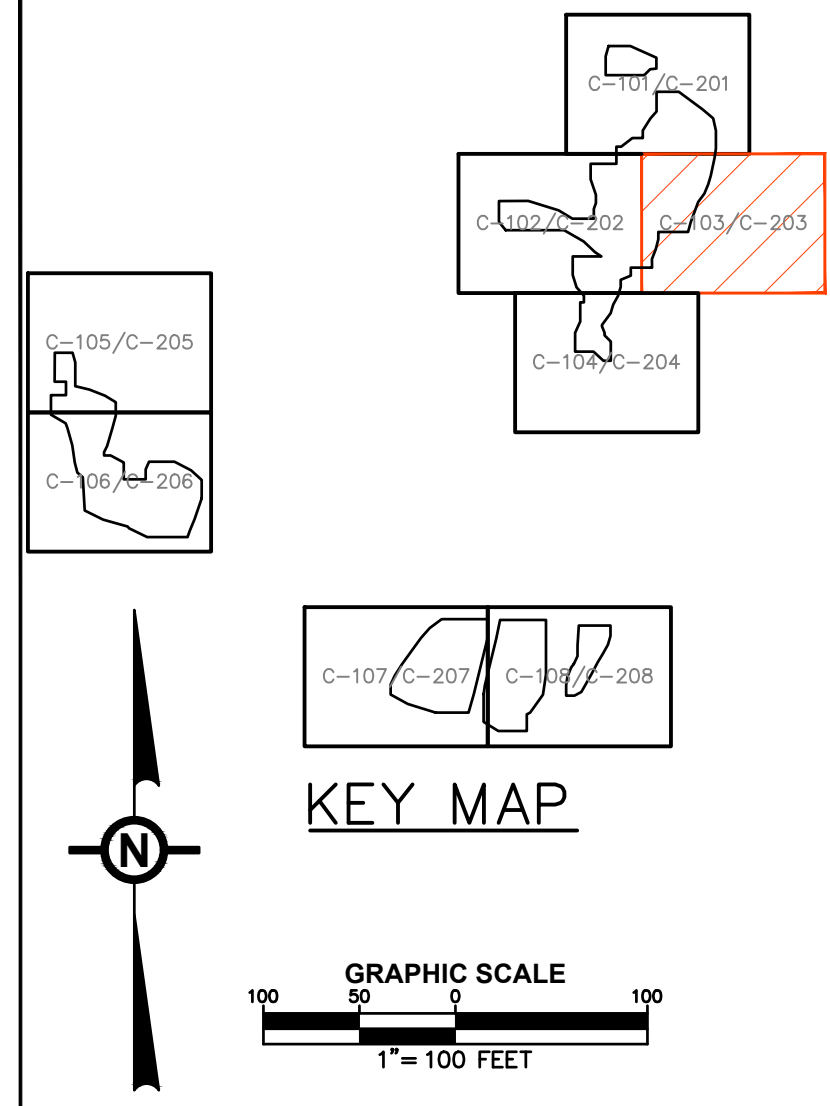 C-101/C-201
C-102/C-202
C-103/C-203
C-104/C-204
C-105/C-205
C-106/C-206
C-107/C-207
C-108/C-208
KEY MAP
N
GRAPHIC SCALE
100 50 0 100
1"= 100 FEET